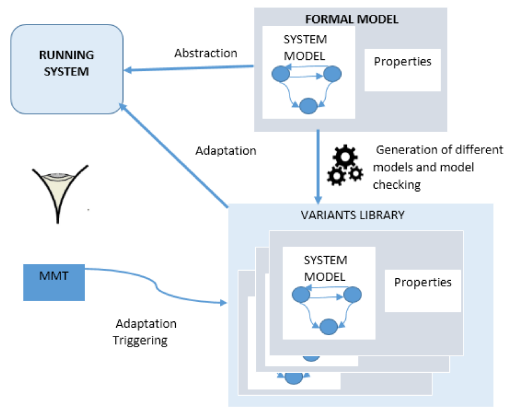 FORMAL MODEL
RUNNING
SYSTEM
Abstraction
SYSTEM
MODEL
Properties
Adaptation
Generation of different
models and model
checking
VARIANTS LIBRARY
MMT
Adaptation
Triggering
SYSTEM
MODEL
Properties